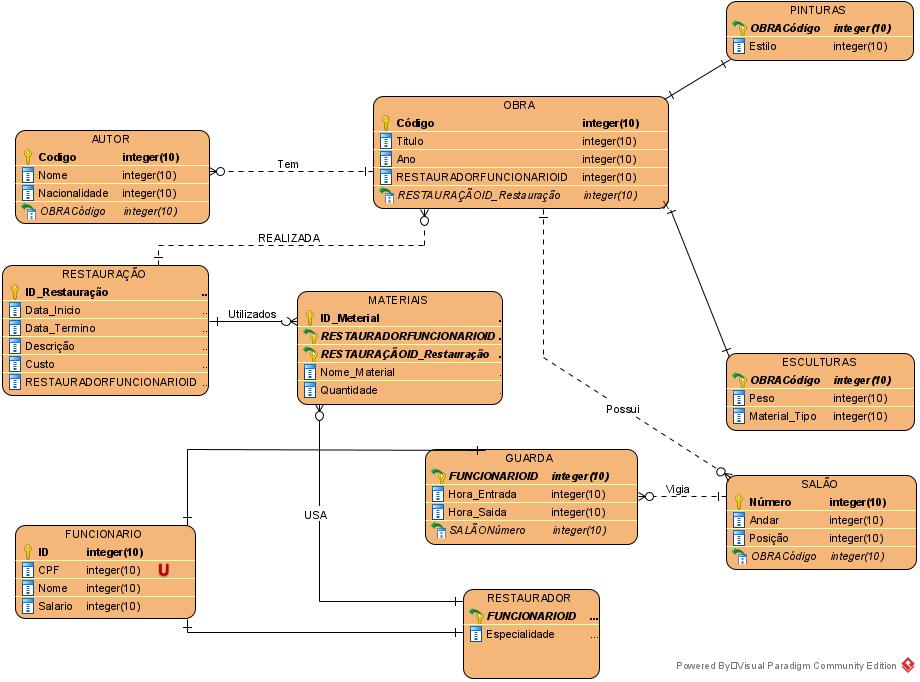 PINTURAS
OBRACódigo integer(10)
Estilo integer(10)
OBRA
Código integer(10)
Titulo integer(10)
Ano integer(10)
RESTAURADORFUNCIONARIOID integer(10)
RESTAURAÇÃOID_Restauração integer(10)
AUTOR
Codigo integer(10)
Nome integer(10)
Nacionalidade integer(10)
OBRACódigo integer(10)
Tem
REALIZADA
RESTAURAÇÃO
ID_Restauração ..
Data_Inicio ..
Data_Termino ..
Descrição ..
Custo ..
RESTAURADORFUNCIONARIOID ..
Utilizados
MATERIAIS
ID_Meterial .
RESTAURADORFUNCIONARIOID .
RESTAURAÇÃOID_Restauração .
Nome_Material .
Quantidade .
ESCULTURAS
OBRACódigo integer(10)
Peso integer(10)
Material_Tipo integer(10)
Possui
GUARDA
FUNCIONARIOID integer(10)
Hora_Entrada integer(10)
Hora_Saida integer(10)
SALÃONúmero integer(10)
Vigia
SALÃO
Número integer(10)
Andar integer(10)
Posição integer(10)
OBRACódigo integer(10)
USA
FUNCIONARIO
ID integer(10)
CPF integer(10) U
Nome integer(10)
Salario integer(10)
RESTAURADOR
FUNCIONARIOID ...
Especialidade ...
Powered By Visual Paradigm Community Edition